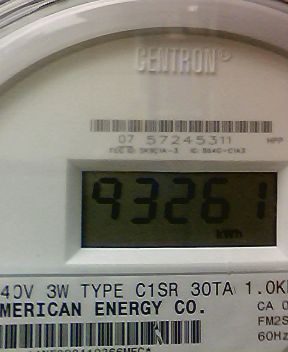 CENTRON®
07 57245311 HPP
93261
kWh
40V 3W TYPE C1SR 30TA 1.0K
MERICAN ENERGY CO. CA 0
FM2S
60Hz